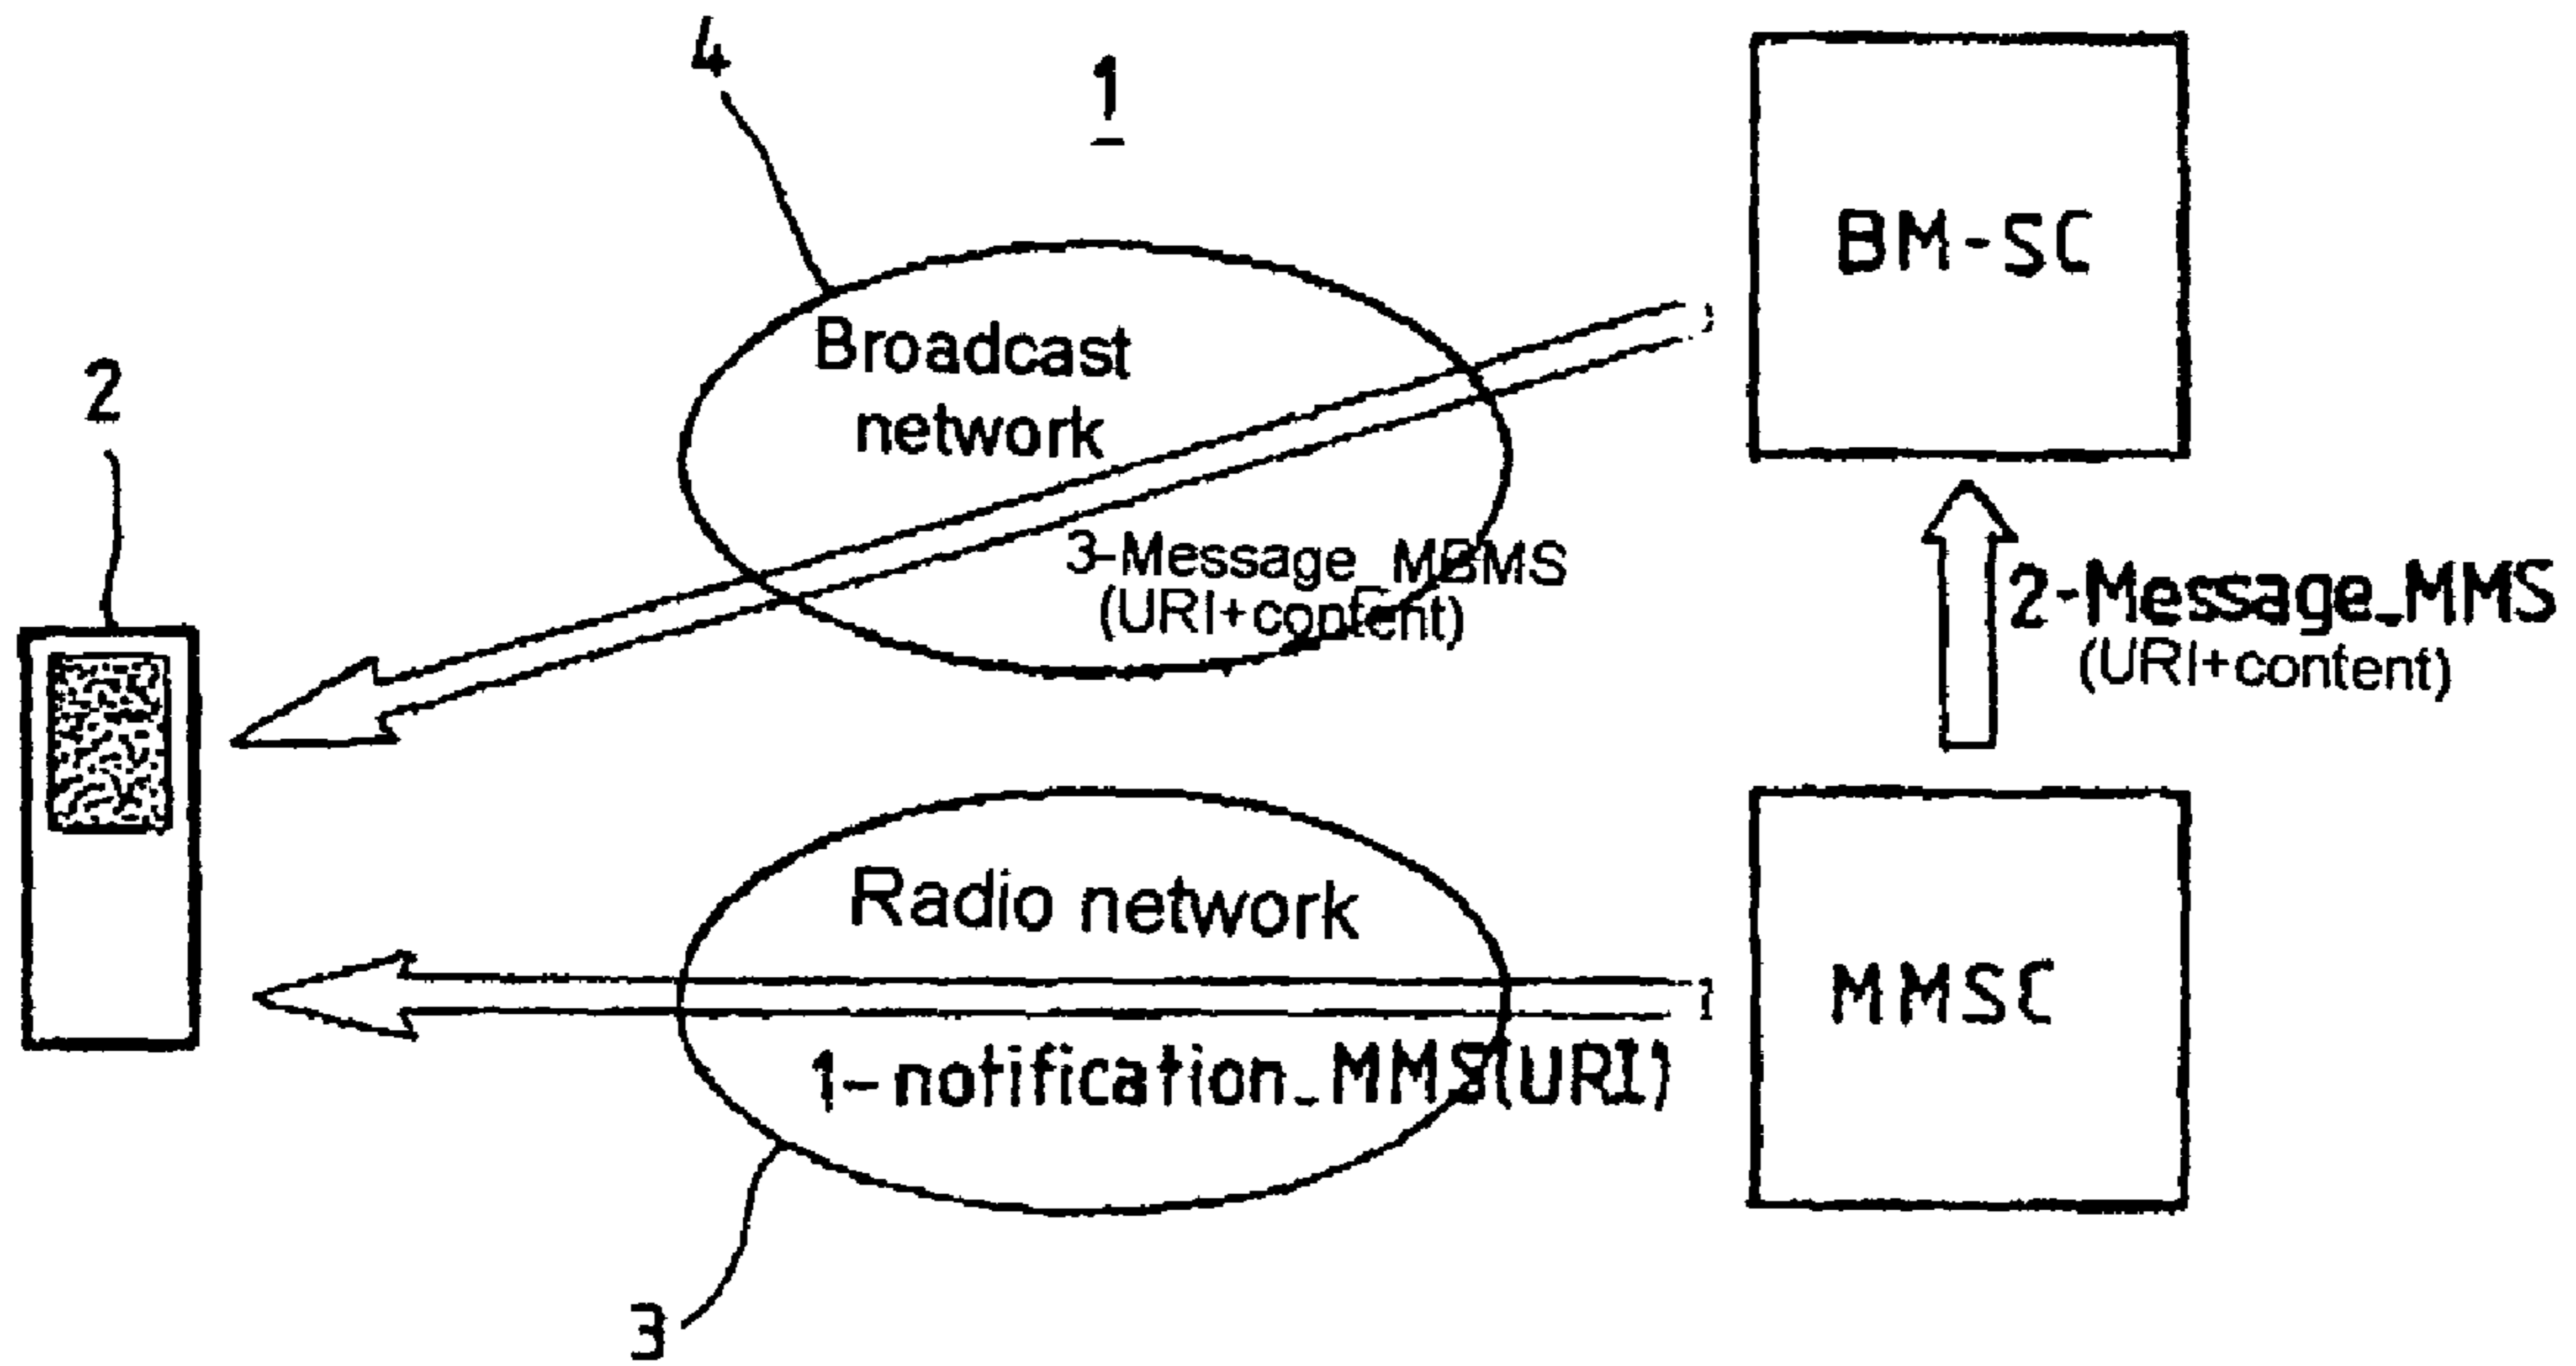 4
1
BM-SC
Broadcast
network
2
3-Message_MBMS
(URI+content)
2-Message_MMS
(URI+content)
Radio network
MMSC
1-notification_MMS(URI)
3